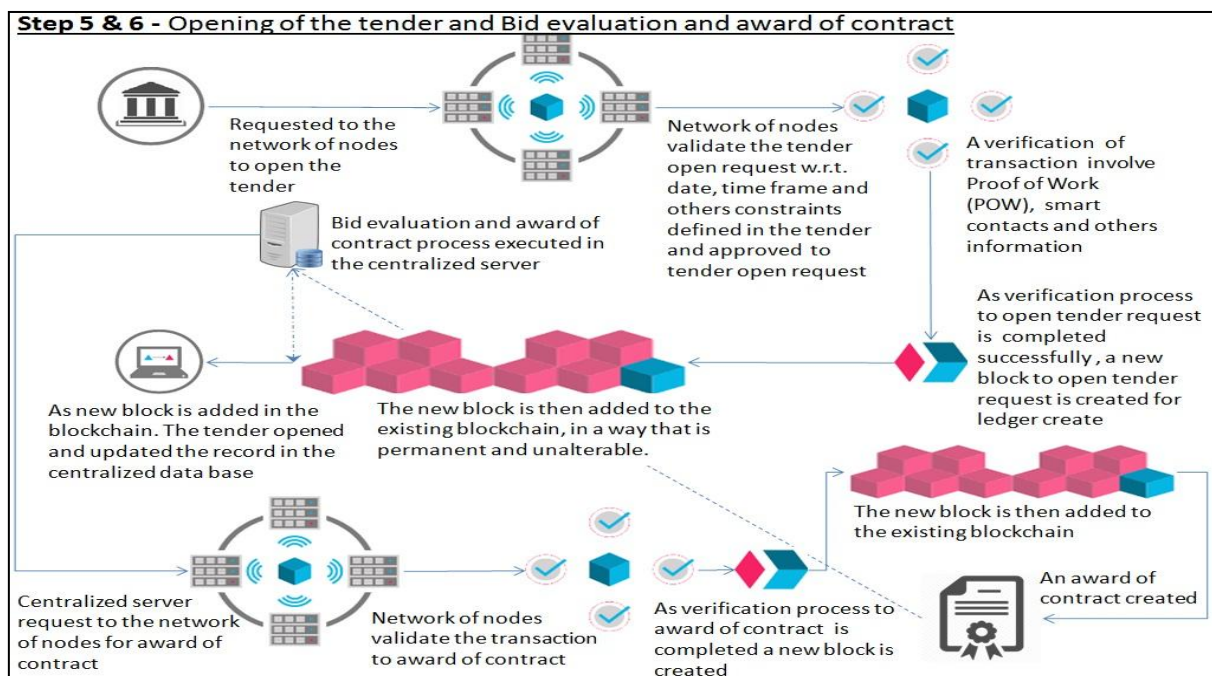 Step 5 & 6 - Opening of the tender and Bid evaluation and award of contract
Requested to the
network of nodes
to open the
tender
Network of nodes
validate the tender
open request w.r.t.
date, time frame and
others constraints
defined in the tender
and approved to
tender open request
A verification of
transaction involve
Proof of Work
(POW), smart
contacts and others
information
Bid evaluation and award of
contract process executed in
the centralized server
As verification process
to open tender request
is completed
successfully , a new
block to open tender
request is created for
ledger create
As new block is added in the
blockchain. The tender opened
and updated the record in the
centralized data base
The new block is then added to the
existing blockchain, in a way that is
permanent and unalterable.
The new block is then added to
the existing blockchain
Centralized server
request to the network
of nodes for award of
contract
Network of nodes
validate the transaction
to award of contract
As verification process to
award of contract is
completed a new block is
created
An award of
contract created